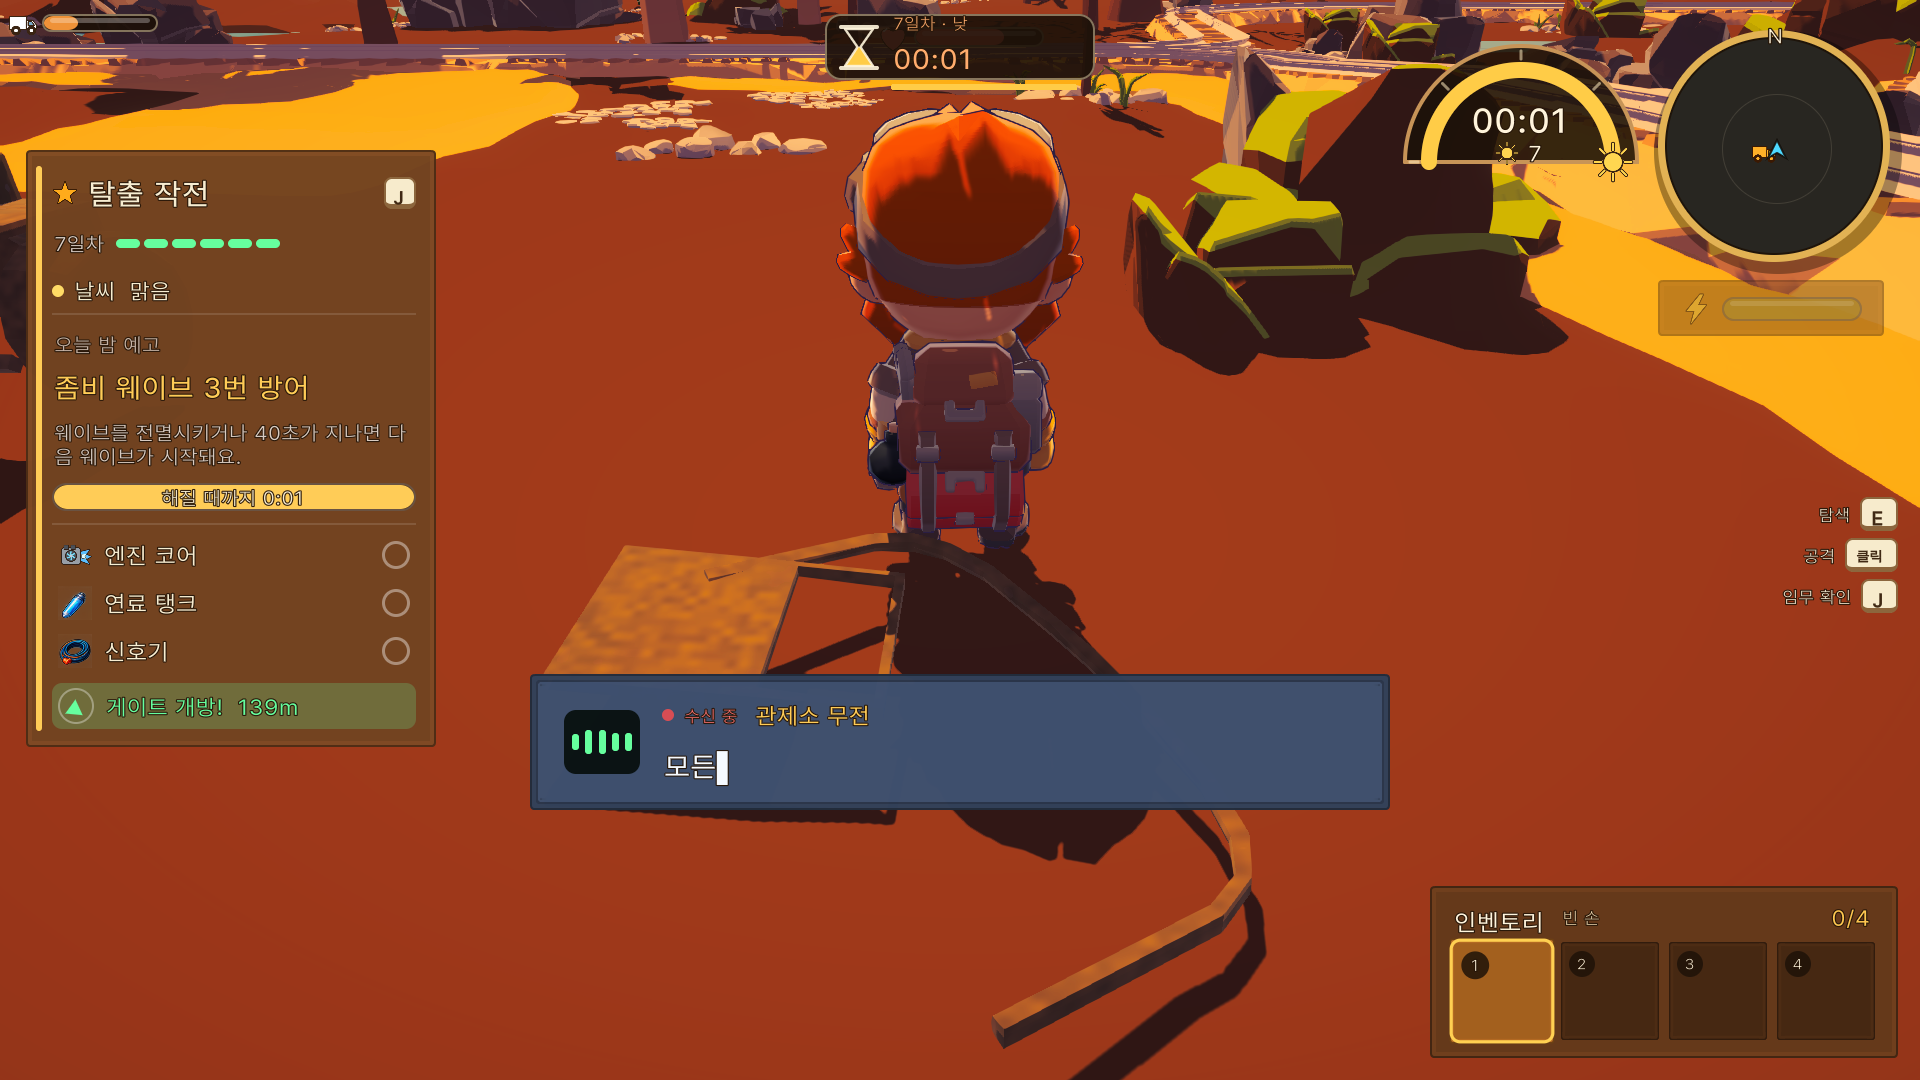 7일차 · 낮
00:01
N
00:01
7
탈출 작전
J
7일차
날씨 맑음
오늘 밤 예고
좀비 웨이브 3번 방어
웨이브를 전멸시키거나 40초가 지나면 다
음 웨이브가 시작돼요.
해질 때까지 0:01
엔진 코어
연료 탱크
신호기
게이트 개방! 139m
탐색 E
공격 클릭
임무 확인 J
수신 중 관제소 무전
모든
인벤토리 빈 손 0/4
1 2 3 4